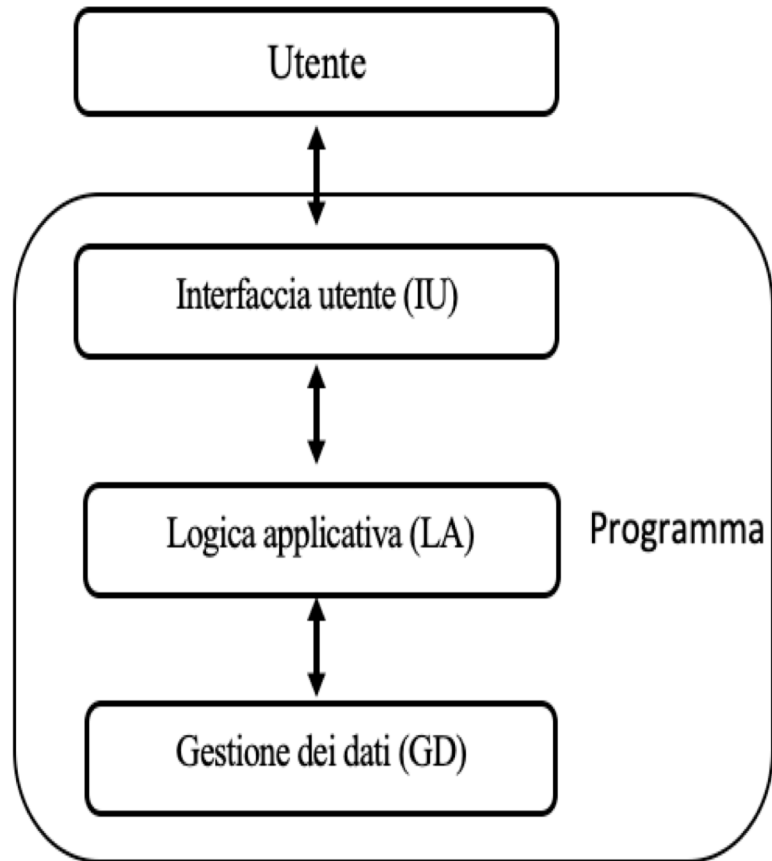 Utente
Interfaccia utente (IU)
Logica applicativa (LA)
Programma
Gestione dei dati (GD)